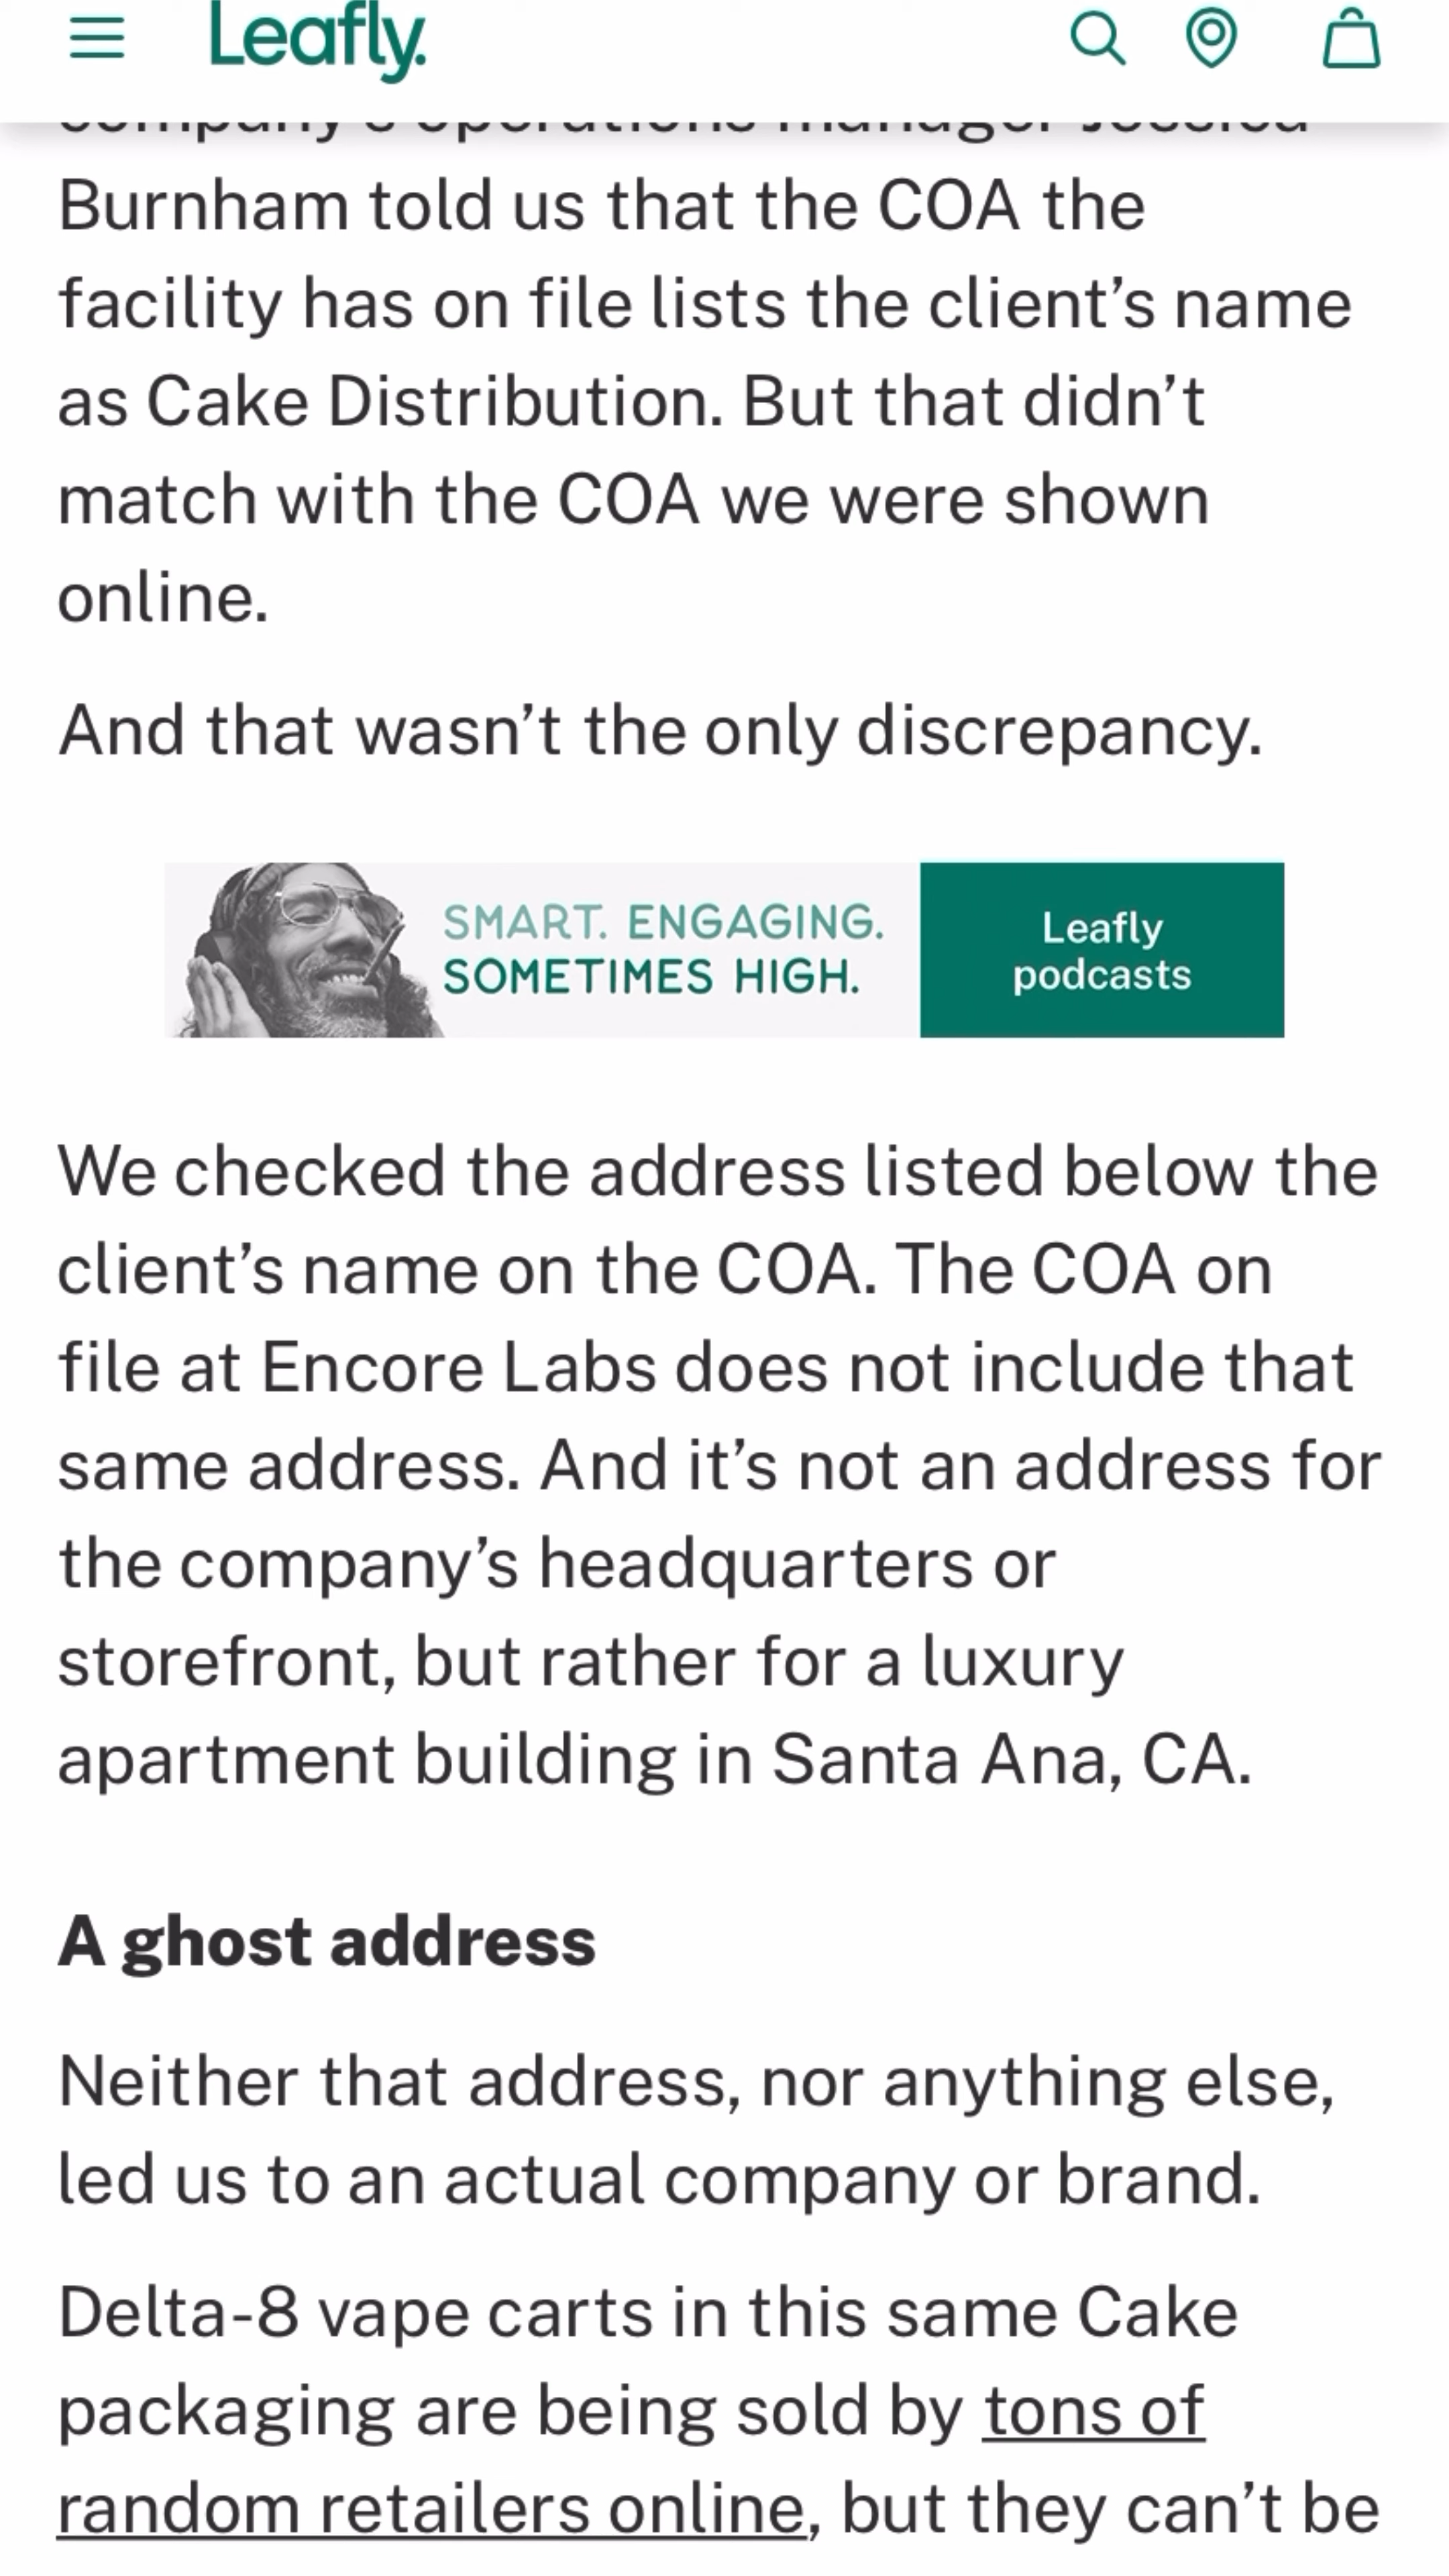 Leafly.
company's operations manager Jessica
Burnham told us that the COA the
facility has on file lists the client’s name
as Cake Distribution. But that didn’t
match with the COA we were shown
online.
And that wasn’t the only discrepancy.
SMART. ENGAGING.
SOMETIMES HIGH.
Leafly
podcasts
We checked the address listed below the
client’s name on the COA. The COA on
file at Encore Labs does not include that
same address. And it’s not an address for
the company’s headquarters or
storefront, but rather for a luxury
apartment building in Santa Ana, CA.
A ghost address
Neither that address, nor anything else,
led us to an actual company or brand.
Delta-8 vape carts in this same Cake
packaging are being sold by tons of
random retailers online, but they can’t be